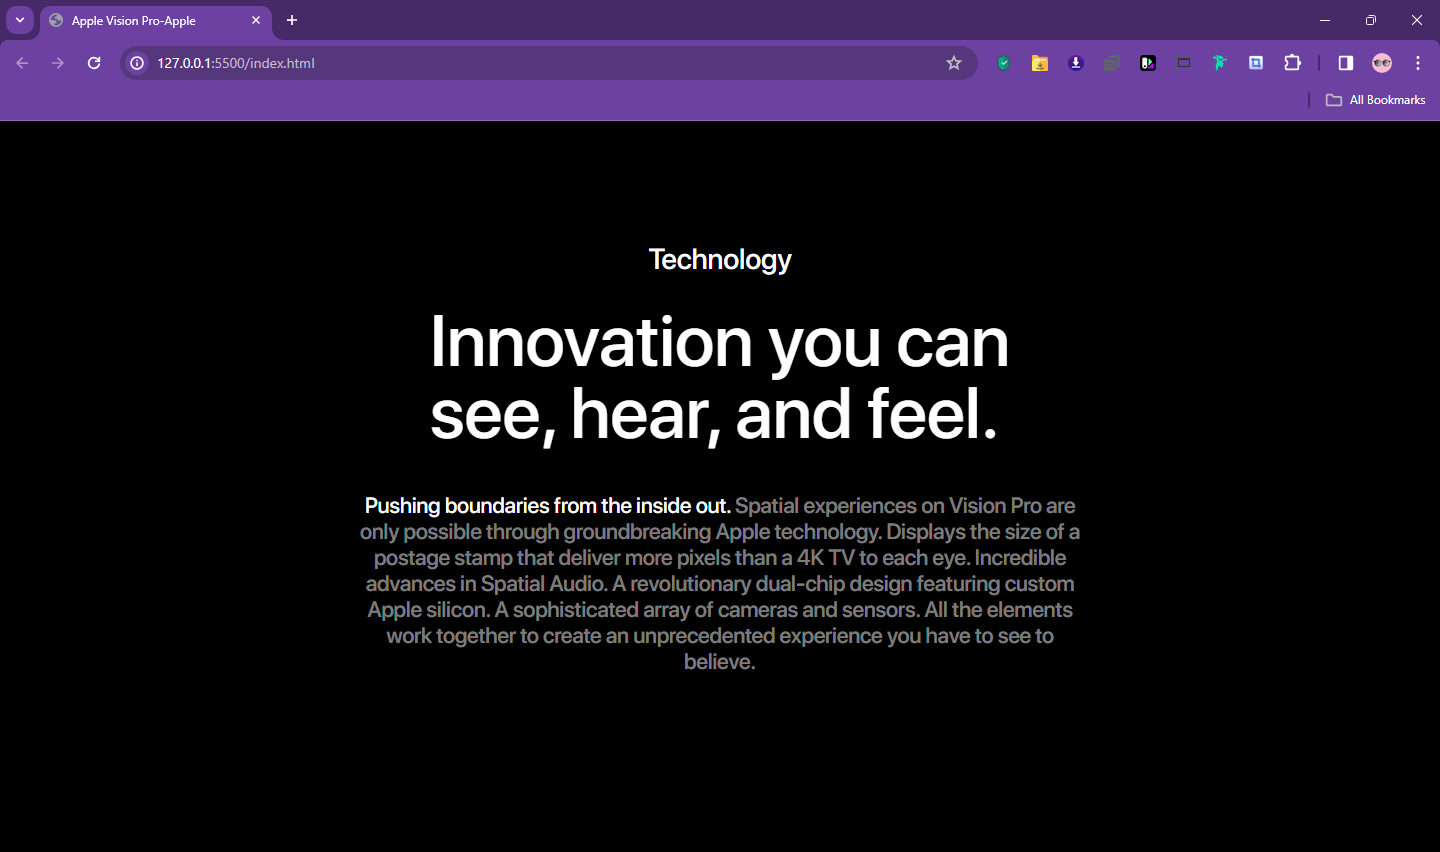 Apple Vision Pro-Apple
127.0.0.1:5500/index.html
All Bookmarks
Technology
Innovation you can
see, hear, and feel.
Pushing boundaries from the inside out. Spatial experiences on Vision Pro are
only possible through groundbreaking Apple technology. Displays the size of a
postage stamp that deliver more pixels than a 4K TV to each eye. Incredible
advances in Spatial Audio. A revolutionary dual-chip design featuring custom
Apple silicon. A sophisticated array of cameras and sensors. All the elements
work together to create an unprecedented experience you have to see to
believe.